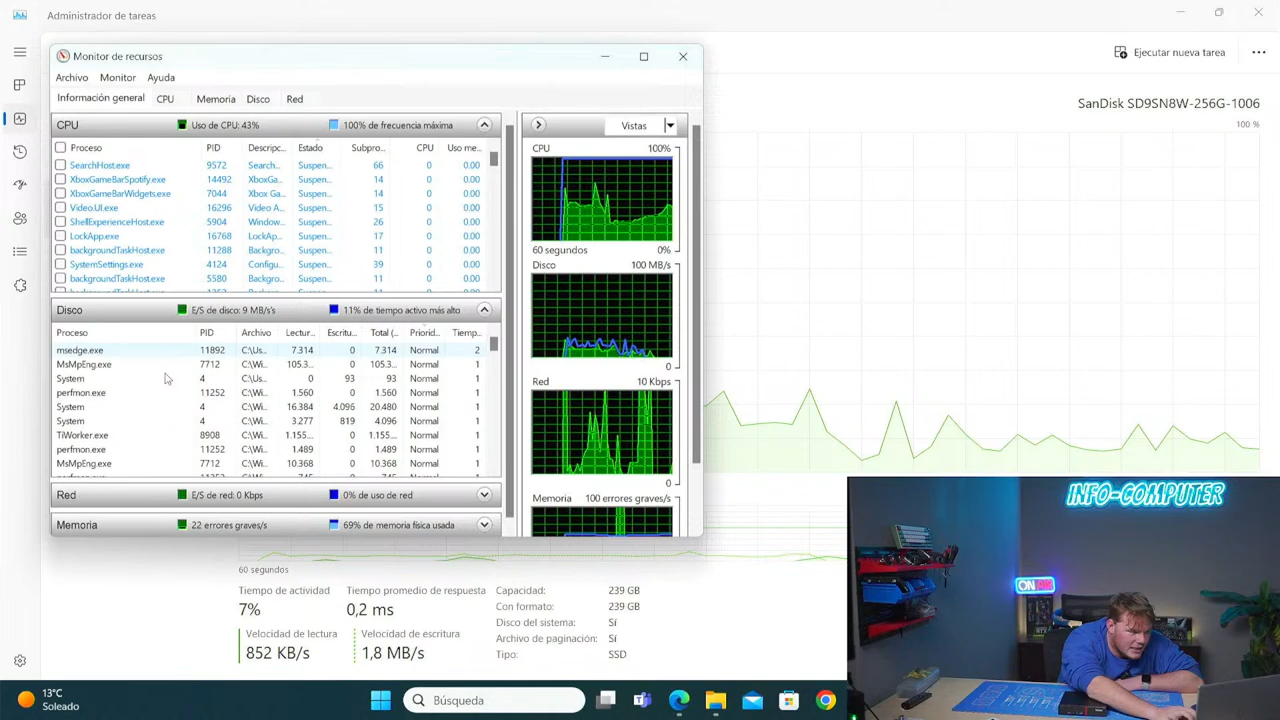 Administrador de tareas
Monitor de recursos
Archivo Monitor Ayuda
Información general CPU Memoria Disco Red
CPU Uso de CPU: 43% 100% de frecuencia máxima
Proceso PID Descripc... Estado Subpro... CPU Uso me...
SearchHost.exe 9572 Search... Suspen... 66 0 0.00
XboxGameBarSpotify.exe 14492 XboxGa... Suspen... 14 0 0.00
XboxGameBarWidgets.exe 7044 Xbox Ga... Suspen... 14 0 0.00
Video.UI.exe 16296 Video A... Suspen... 15 0 0.00
ShellExperienceHost.exe 5904 Window... Suspen... 26 0 0.00
LockApp.exe 16768 LockAp... Suspen... 17 0 0.00
backgroundTaskHost.exe 11288 Backgro... Suspen... 11 0 0.00
SystemSettings.exe 4124 Configu... Suspen... 39 0 0.00
backgroundTaskHost.exe 5580 Backgro... Suspen... 11 0 0.00
Disco E/S de disco: 9 MB/s's 11% de tiempo activo más alto
Proceso PID Archivo Lectur... Escritu... Total (... Priorid... Tiemp...
msedge.exe 11892 C:\Us... 7.314 0 7.314 Normal 2
MsMpEng.exe 7712 C:\Wi... 105.3... 0 105.3... Normal 1
System 4 C:\Us... 0 93 93 Normal 1
perfmon.exe 11252 C:\Wi... 1.560 0 1.560 Normal 1
System 4 C:\Wi... 16.384 4.096 20.480 Normal 1
System 4 C:\Wi... 3.277 819 4.096 Normal 1
TiWorker.exe 8908 C:\Wi... 1.155... 0 1.155... Normal 1
perfmon.exe 11252 C:\Wi... 1.489 0 1.489 Normal 1
MsMpEng.exe 7712 C:\Wi... 10.368 0 10.368 Normal 1
Red E/S de red: 0 Kbps 0% de uso de red
Memoria 22 errores graves/s 69% de memoria física usada
Vistas
CPU 100%
60 segundos 0%
Disco 100 MB/s
0
Red 10 Kbps
0
Memoria 100 errores graves/s
Ejecutar nueva tarea
SanDisk SD9SN8W-256G-1006
100 %
60 segundos
Tiempo de actividad
7%
Tiempo promedio de respuesta
0,2 ms
Velocidad de lectura
852 KB/s
Velocidad de escritura
1,8 MB/s
Capacidad: 239 GB
Con formato: 239 GB
Disco del sistema: Sí
Archivo de paginación: Sí
Tipo: SSD
INFO-COMPUTER
ON AIR
13°C
Soleado
Búsqueda